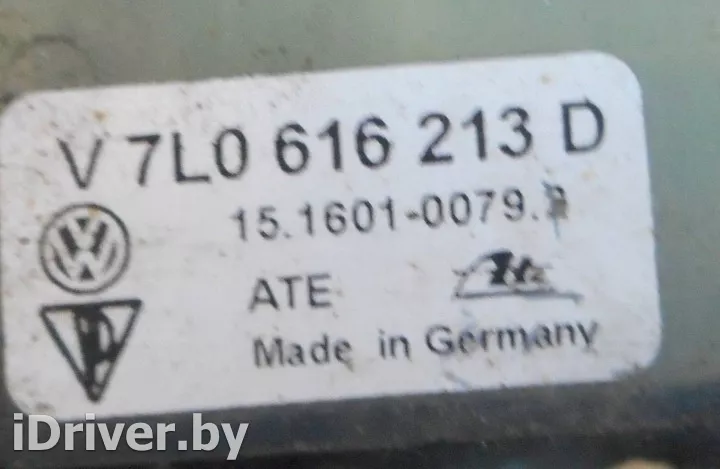 V 7L0 616 213 D
15.1601-0079.
ATE
Made in Germany
iDriver.by